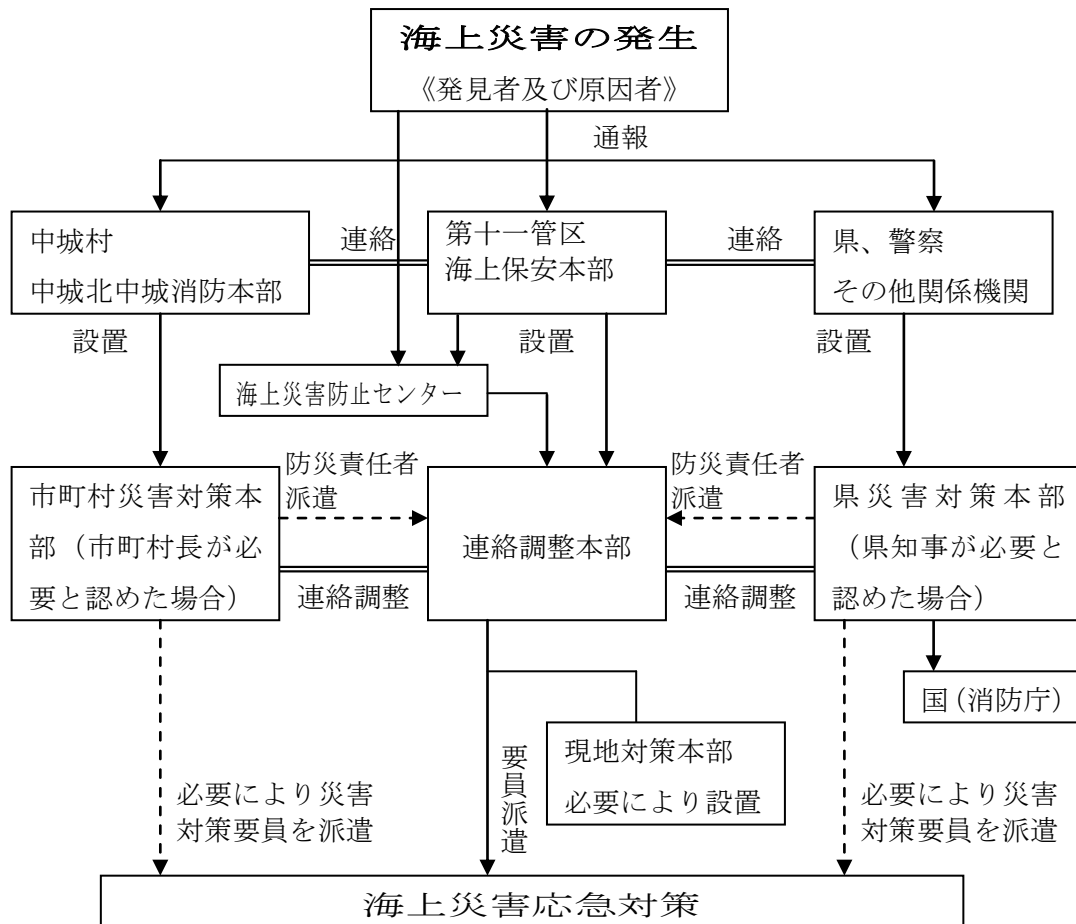 海上災害の発生
《発見者及び原因者》
通報
中城村
中城北中城消防本部
連絡
第十一管区
海上保安本部
連絡
県、警察
その他関係機関
設置
設置
設置
海上災害防止センター
市町村災害対策本
部（市町村長が必
要と認めた場合）
防災責任者
派遣
連絡調整
連絡調整本部
防災責任者
派遣
連絡調整
県災害対策本部
（県知事が必要と
認めた場合）
国（消防庁）
現地対策本部
必要により設置
要員派遣
必要により災害
対策要員を派遣
必要により災害
対策要員を派遣
海上災害応急対策